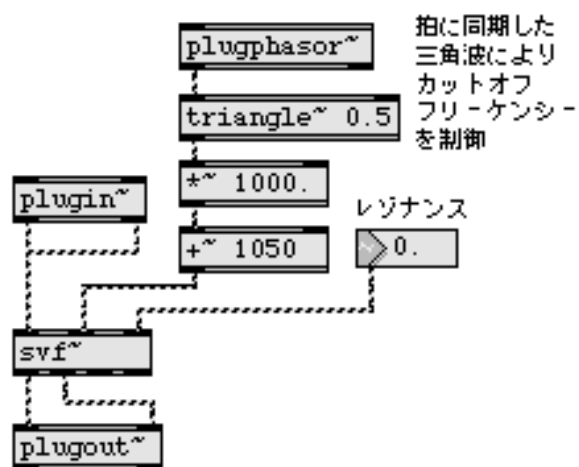 plugphasor~
拍に同期した
三角波により
カットオフ
フリーケンシー
を制御
triangle~ 0.5
*~ 1000.
plugin~
+~ 1050
レゾナンス
0.
svf~
plugout~